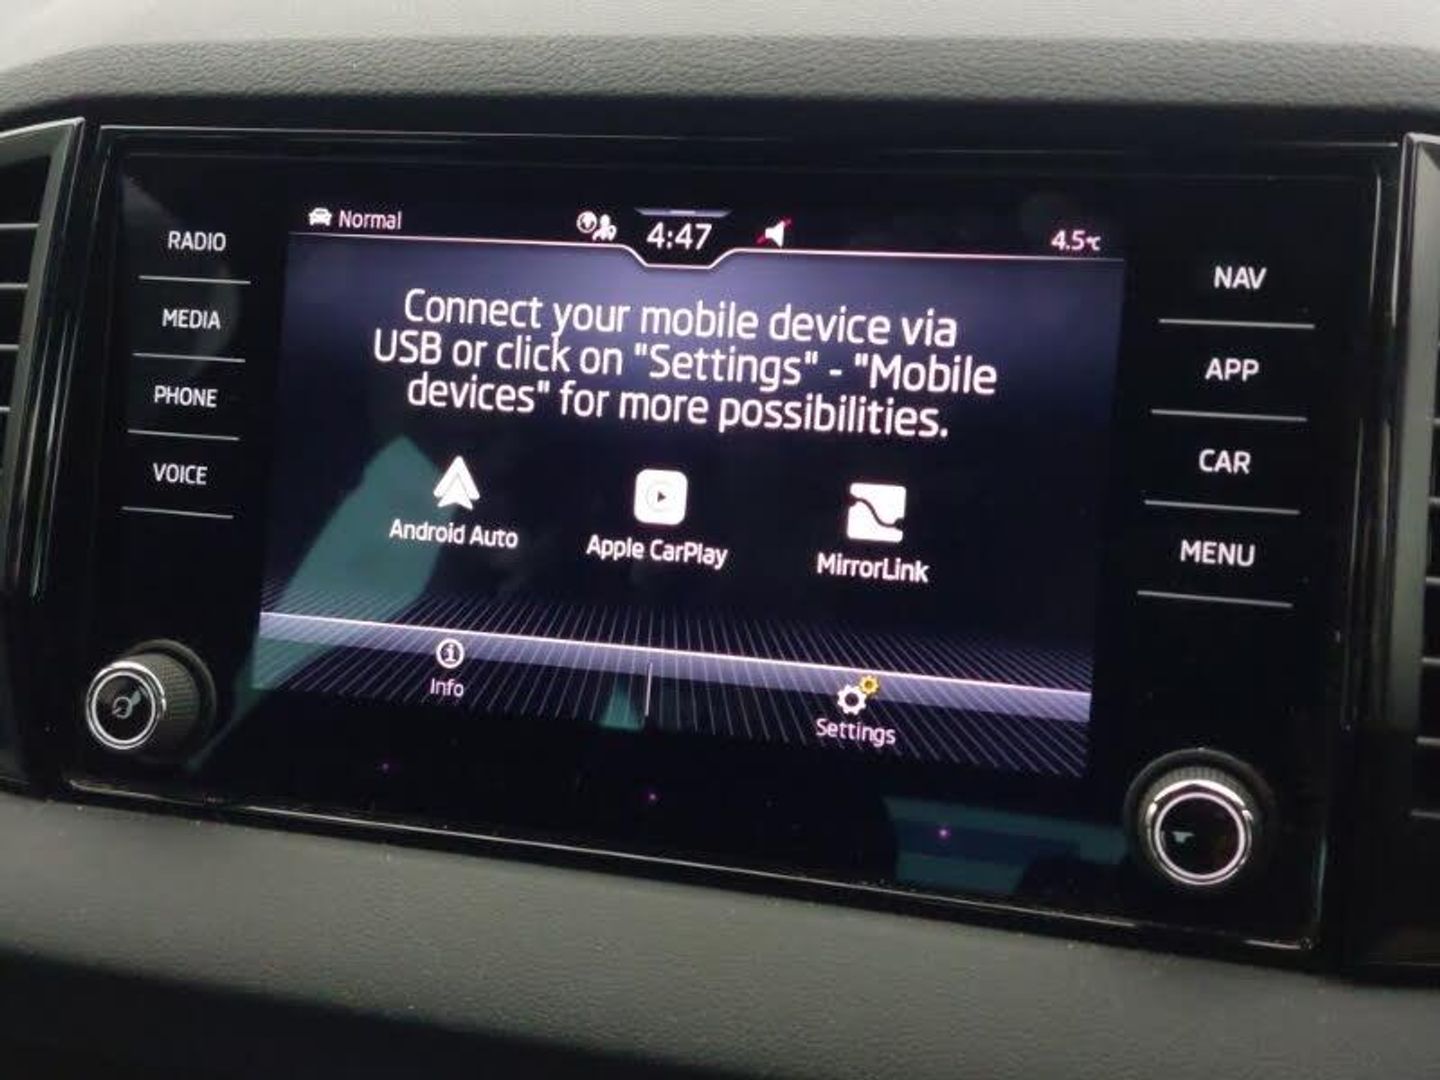 Normal
4:47
4.5°C
RADIO
MEDIA
PHONE
VOICE
Connect your mobile device via
USB or click on "Settings" - "Mobile
devices" for more possibilities.
Android Auto
Apple CarPlay
MirrorLink
Info
Settings
NAV
APP
CAR
MENU